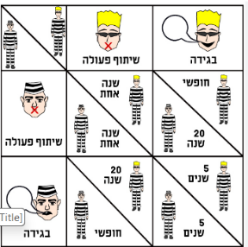 שיתוף פעולה
בגידה
שנה
אחת
שנה
אחת
חופשי
20
שנה
שיתוף פעולה
20
שנה
חופשי
5
שנים
5
שנים
בגידה
Title]